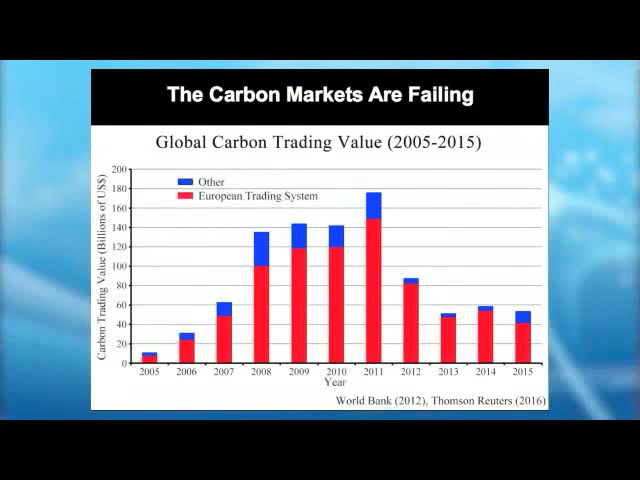 The Carbon Markets Are Failing
Global Carbon Trading Value (2005-2015)
Carbon Trading Value (Billions of US$)
200
180
160
140
120
100
80
60
40
20
0
Other
European Trading System
2005 2006 2007 2008 2009 2010 2011 2012 2013 2014 2015
Year
World Bank (2012), Thomson Reuters (2016)